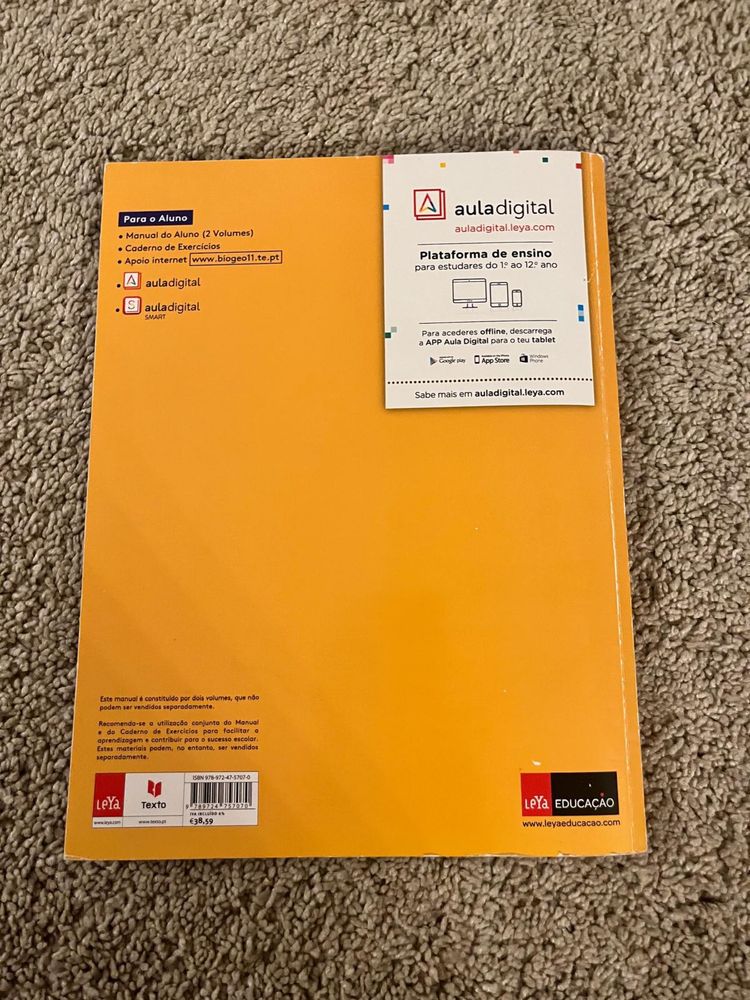 Para o Aluno
• Manual do Aluno (2 Volumes)
• Caderno de Exercícios
• Apoio internet www.biogeo11.te.pt
• A auladigital
• S auladigital
SMART
auladigital
auladigital.leya.com
Plataforma de ensino
para estudares do 1.º ao 12.º ano
Para acederes offline, descarrega
a APP Aula Digital para o teu tablet
Google play
App Store
Windows
Phone
Sabe mais em auladigital.leya.com
Este manual é constituído por dois volumes, que não
podem ser vendidos separadamente.
Recomenda-se a utilização conjunta do Manual
e do Caderno de Exercícios para facilitar a
aprendizagem e contribuir para o sucesso escolar.
Estes materiais podem, no entanto, ser vendidos
separadamente.
LeYa
www.leya.com
Texto
www.texto.pt
ISBN 978-972-47-5707-0
9 789724 757070
IVA INCLUÍDO 6%
€38,59
LeYa EDUCAÇÃO
www.leyaeducacao.com